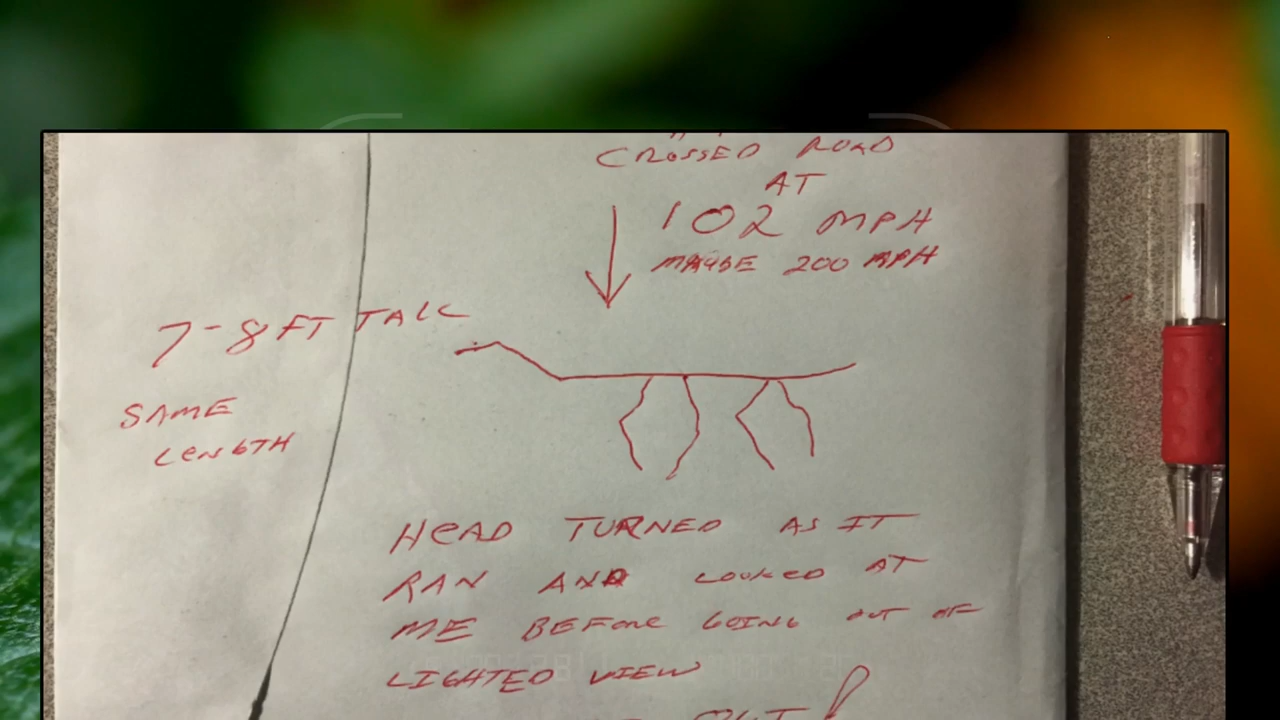 CROSSED ROAD
AT
102 MPH
MAYBE 200 MPH
7-8 FT TALL
SAME
LENGTH
HEAD TURNED AS IT
RAN AND LOOKED AT
ME BEFORE GOING OUT OF
LIGHTED VIEW
OUT!